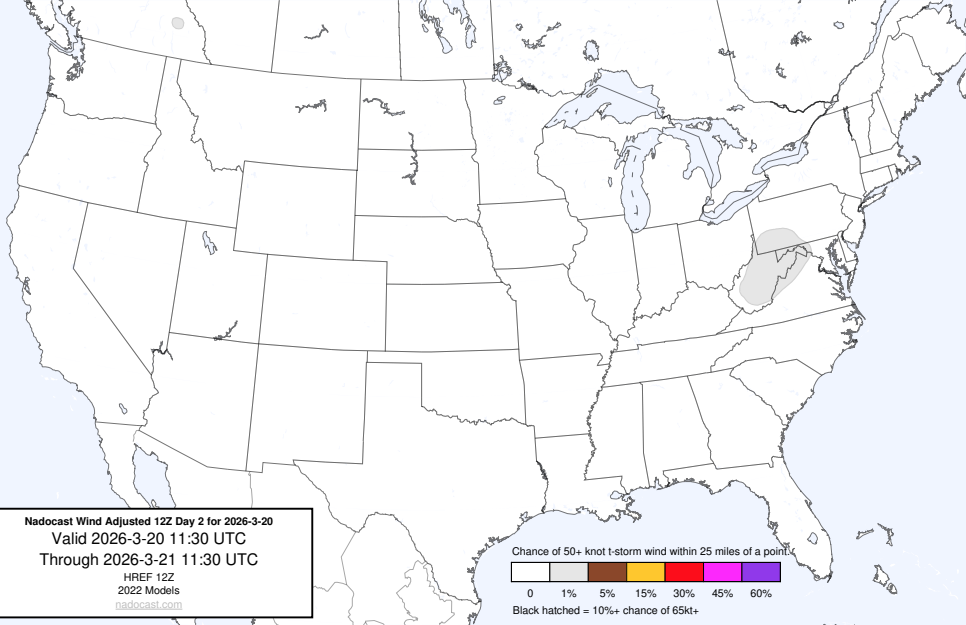 Nadocast Wind Adjusted 12Z Day 2 for 2026-3-20
Valid 2026-3-20 11:30 UTC
Through 2026-3-21 11:30 UTC
HREF 12Z
2022 Models
nadocast.com
Chance of 50+ knot t-storm wind within 25 miles of a point.
0 1% 5% 15% 30% 45% 60%
Black hatched = 10%+ chance of 65kt+